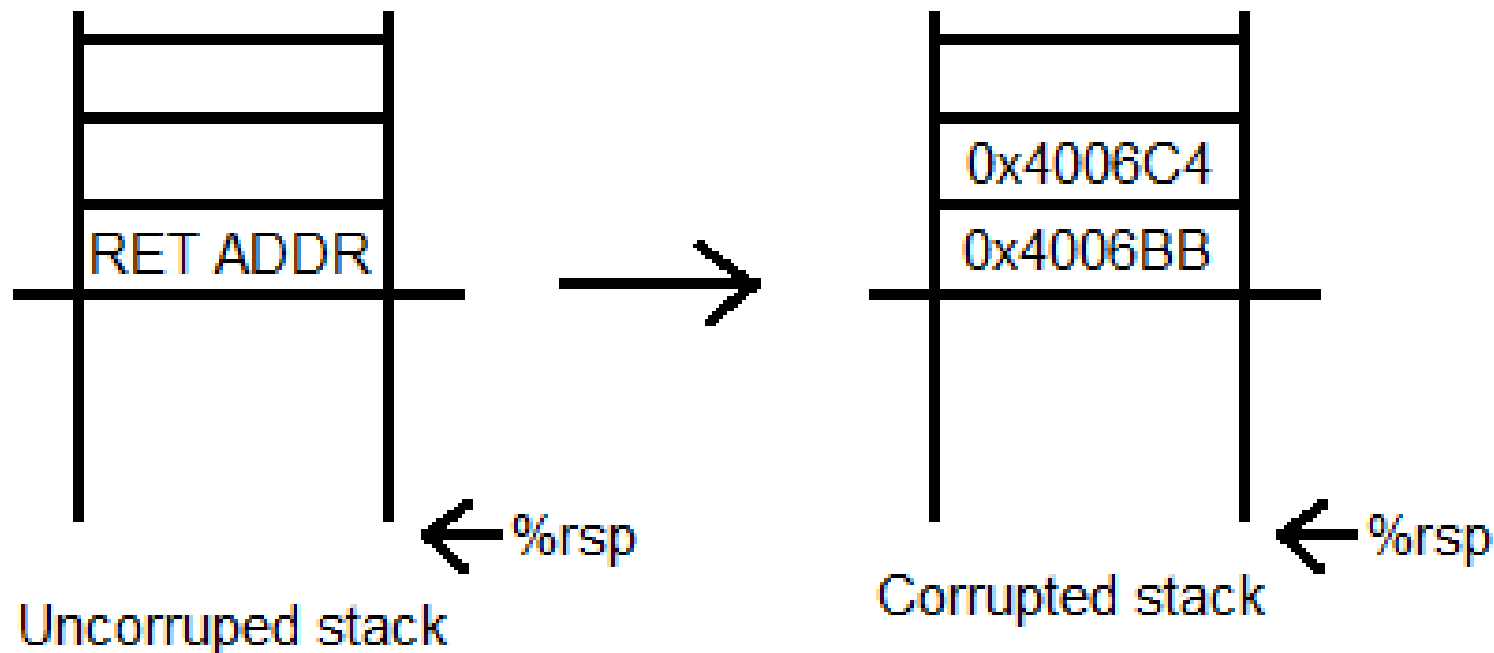 RET ADDR
%rsp
Uncorruped stack
0x4006C4
0x4006BB
%rsp
Corrupted stack